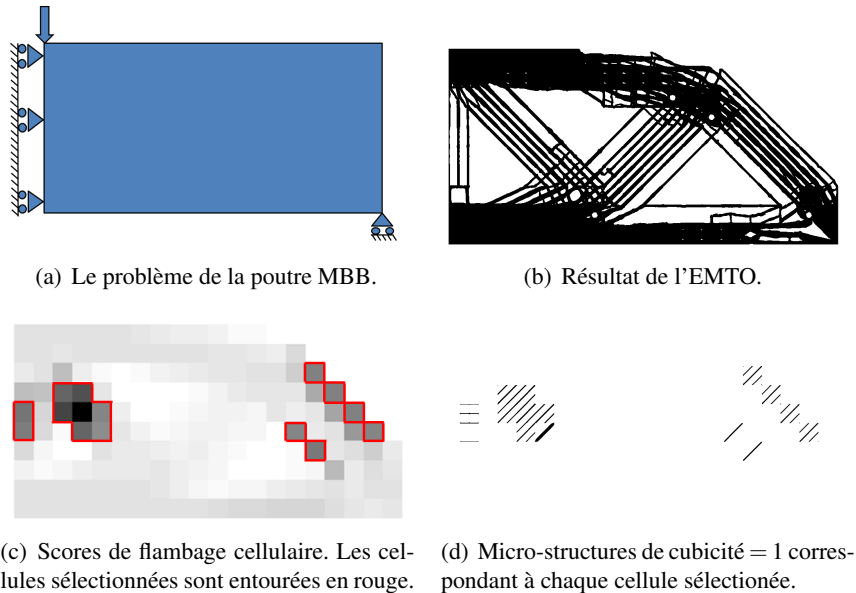 (a) Le problème de la poutre MBB.
(b) Résultat de l'EMTO.
(c) Scores de flambage cellulaire. Les cel-
lules sélectionnées sont entourées en rouge.
(d) Micro-structures de cubicité = 1 corres-
pondant à chaque cellule sélectionée.